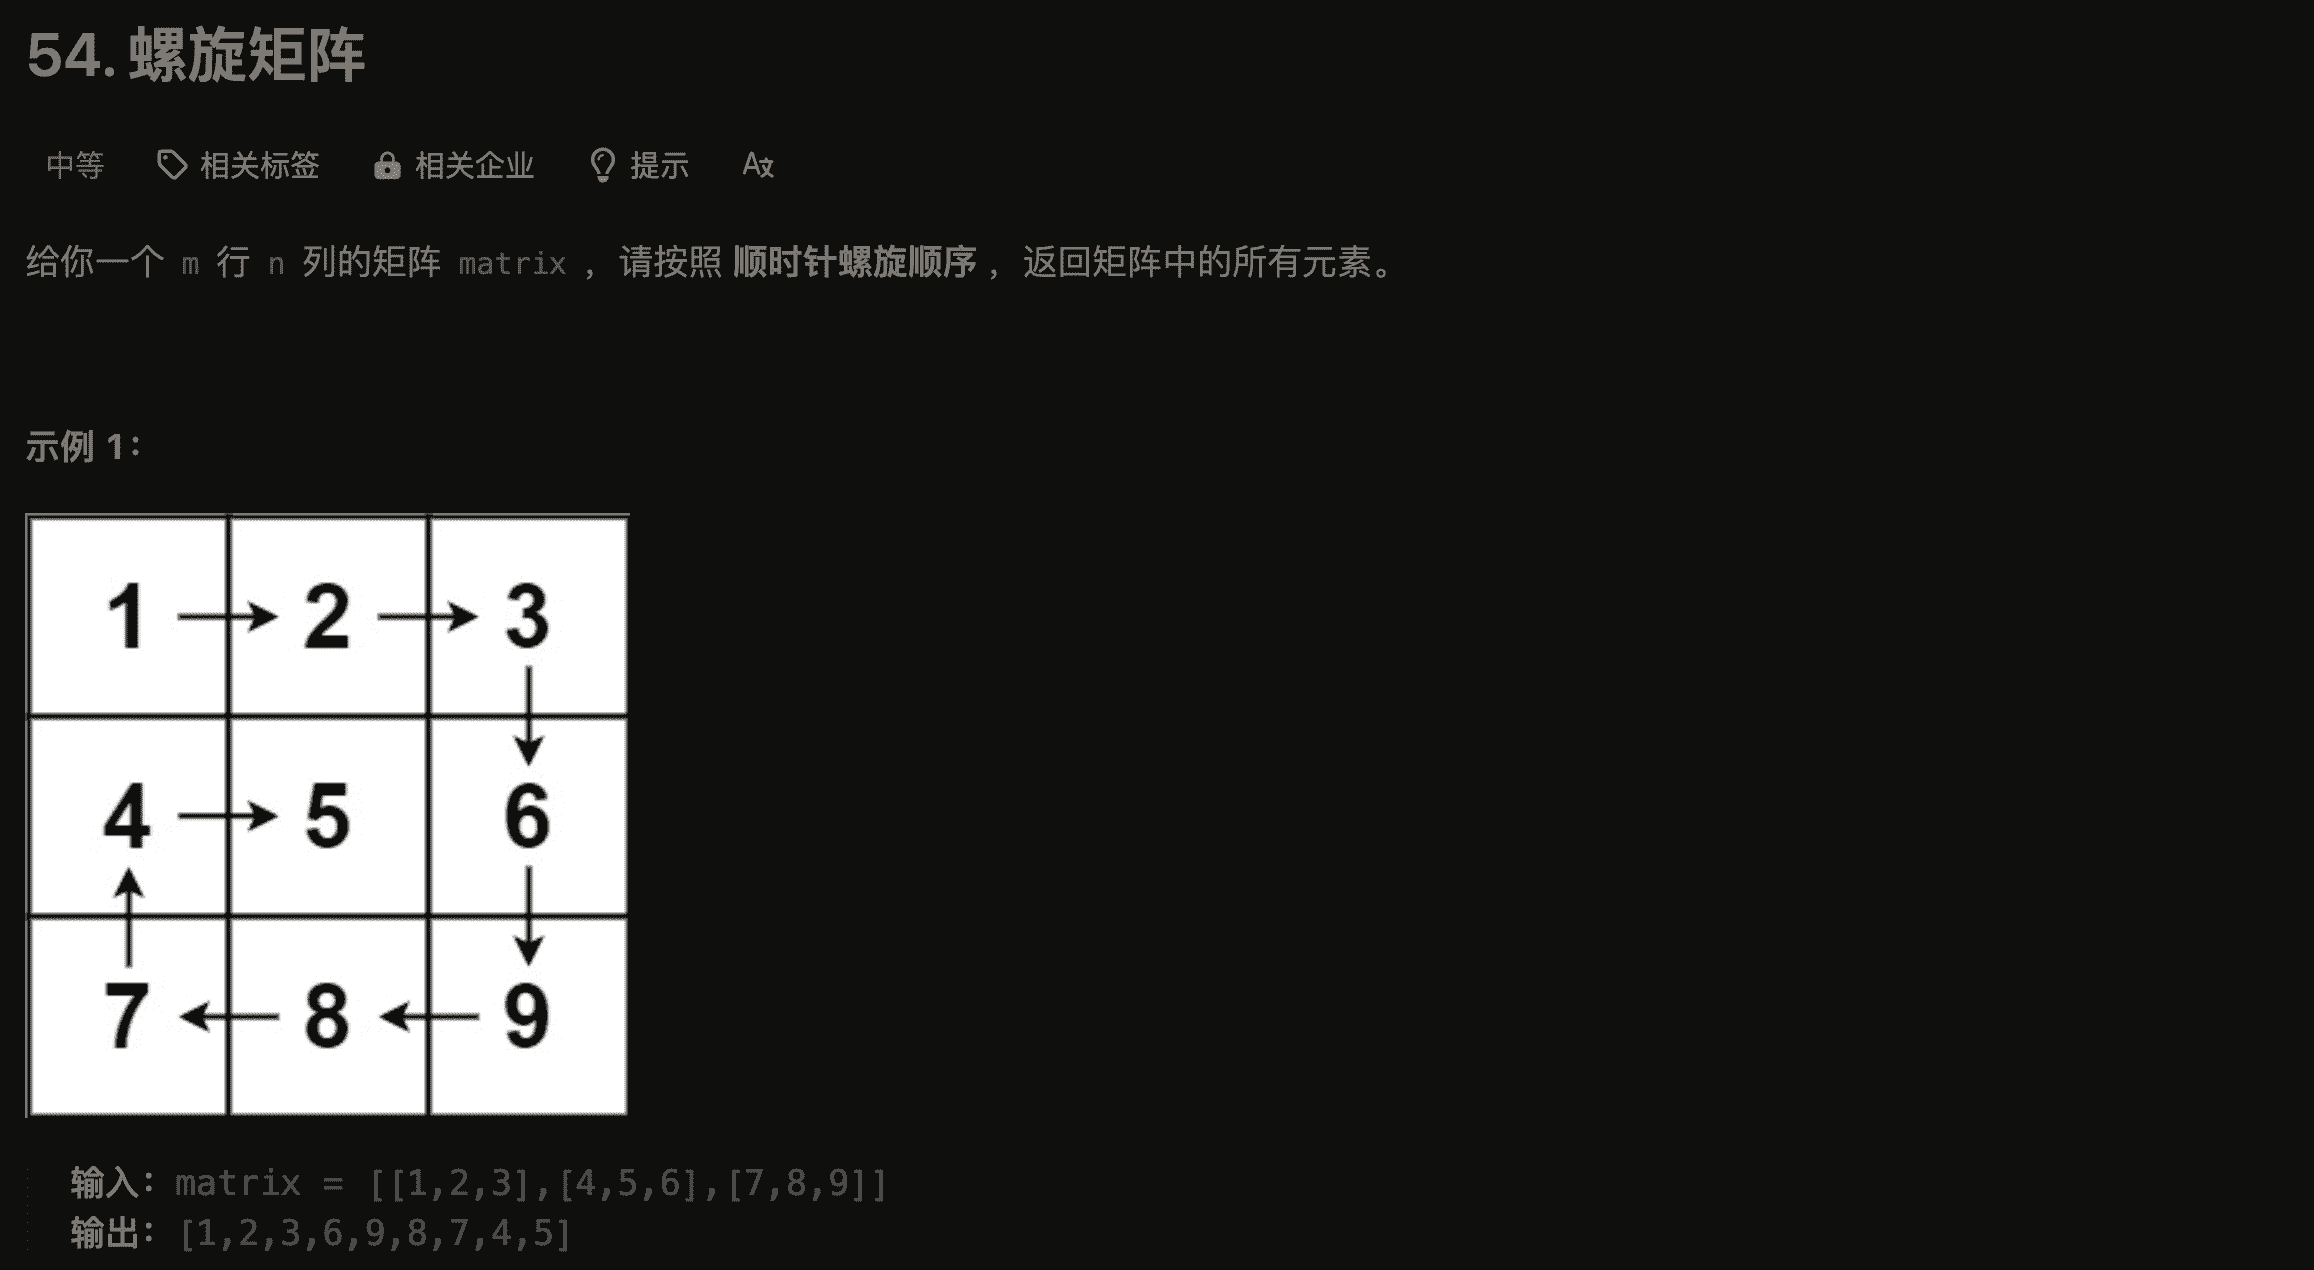 54. 螺旋矩阵
中等 相关标签 相关企业 提示 A文
给你一个 m 行 n 列的矩阵 matrix ，请按照 顺时针螺旋顺序 ，返回矩阵中的所有元素。
示例 1：
1 2 3
4 5 6
7 8 9
输入：matrix = [[1,2,3],[4,5,6],[7,8,9]]
输出：[1,2,3,6,9,8,7,4,5]